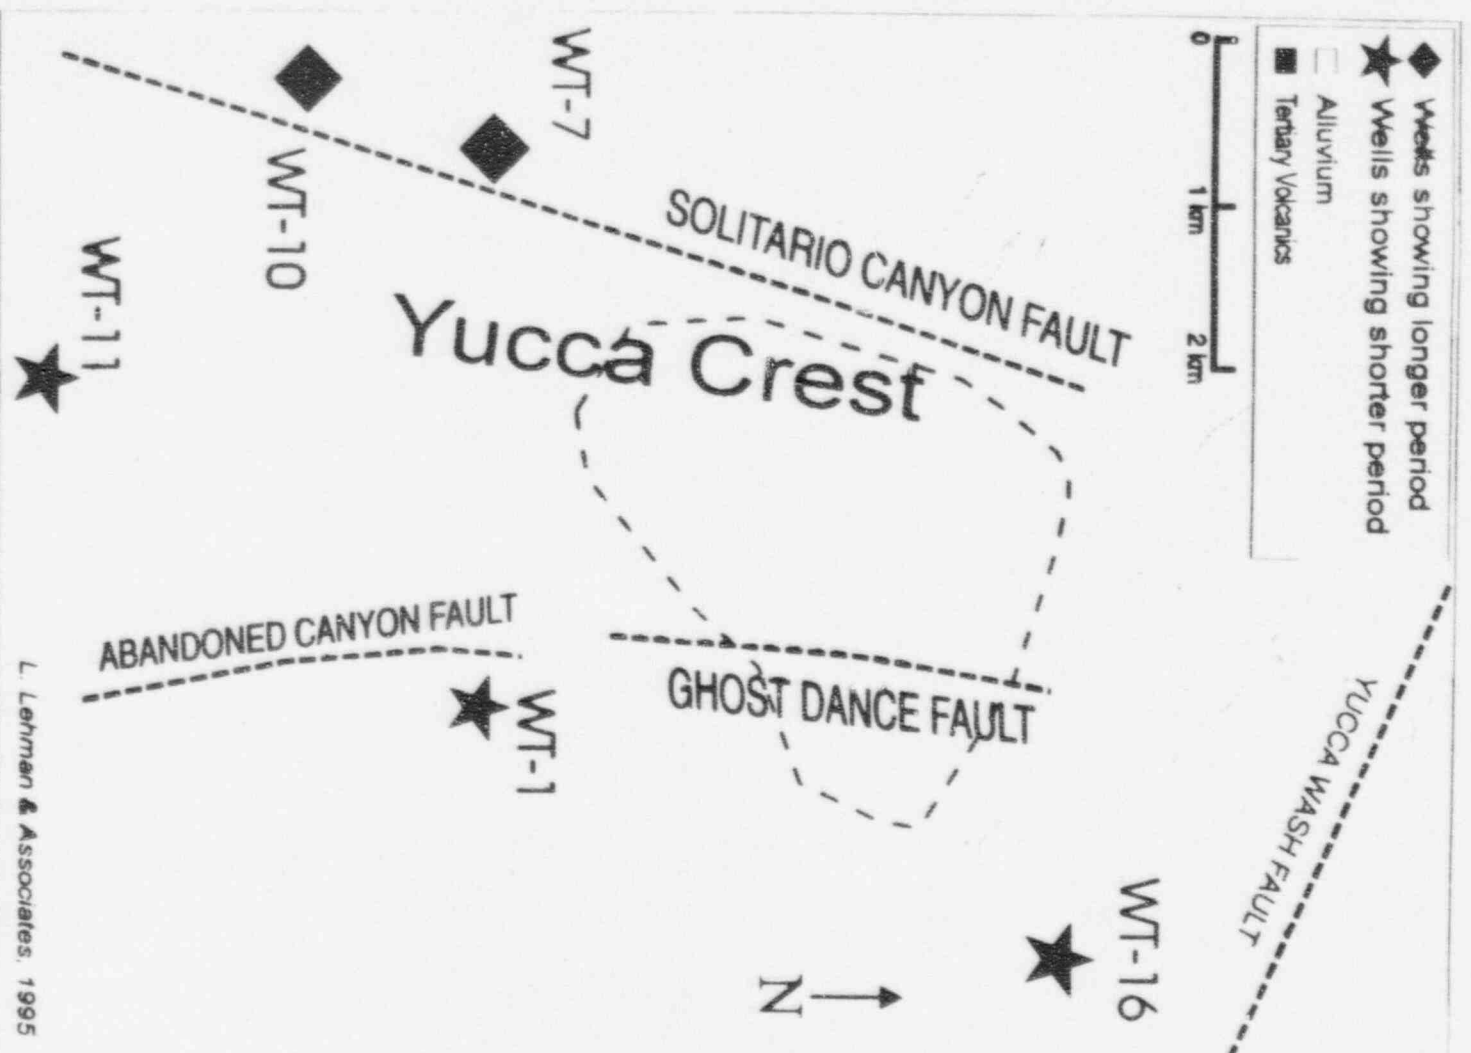 Wells showing longer period
Wells showing shorter period
Alluvium
Tertiary Volcanics
0
1 km
2 km
YUCCA WASH FAULT
SOLITARIO CANYON FAULT
WT-7
WT-10
WT-11
Yucca Crest
GHOST DANCE FAULT
ABANDONED CANYON FAULT
WT-1
WT-16
N
L. Lehman & Associates, 1995